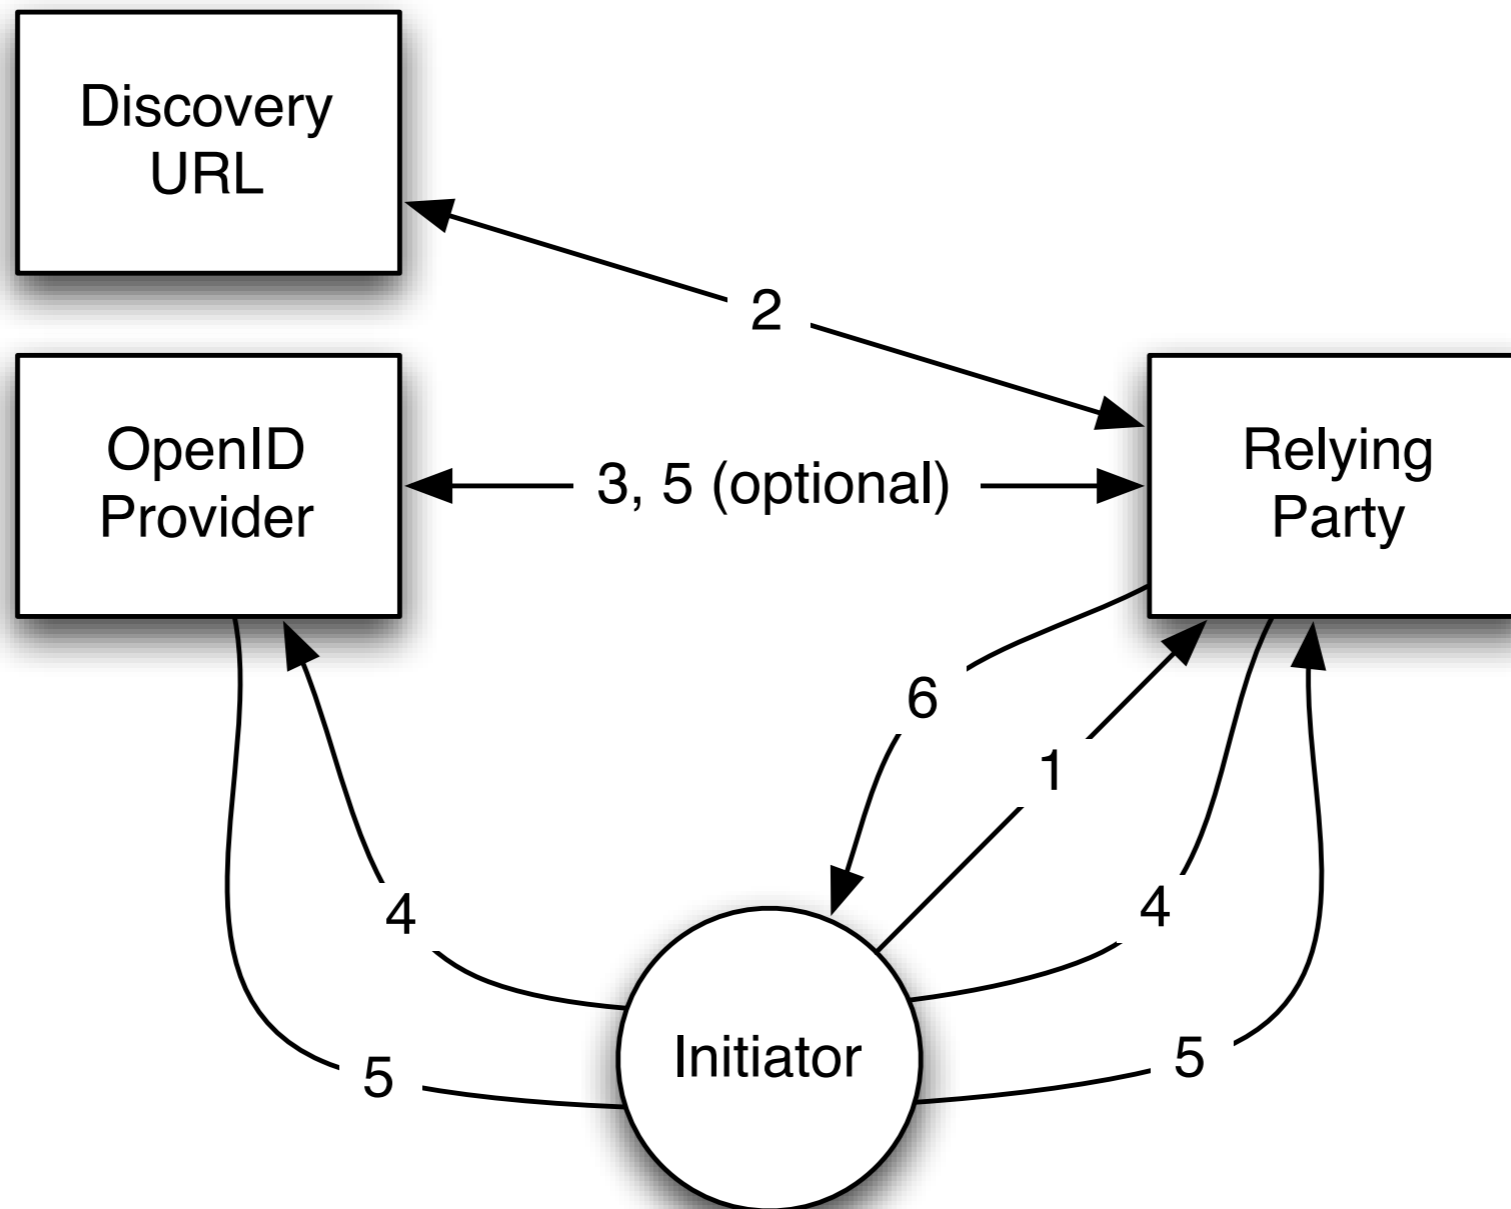 Discovery
URL
2
OpenID
Provider
3, 5 (optional)
Relying
Party
6
1
4
4
Initiator
5
5